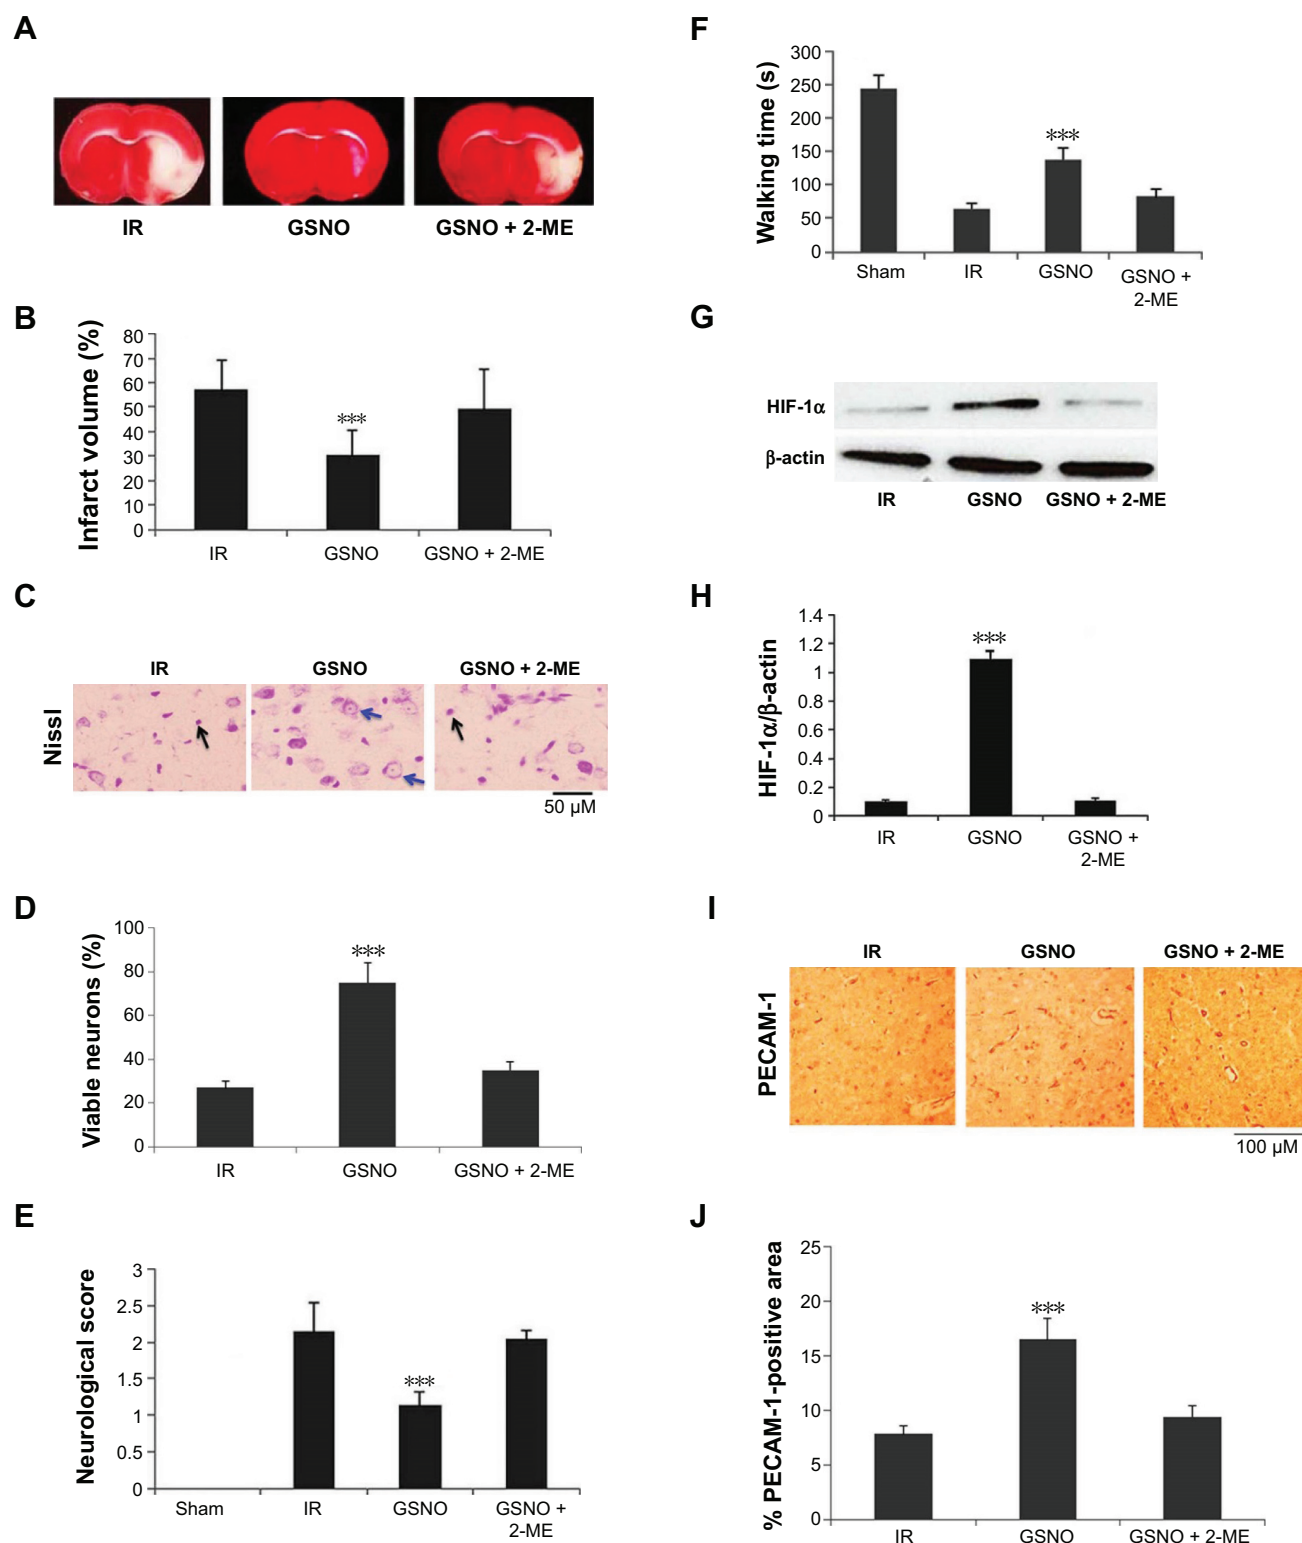 A
IR
GSNO
GSNO + 2-ME
B
Infarct volume (%)
80
70
60
50
40
30
20
10
0
***
IR
GSNO
GSNO + 2-ME
C
IR
GSNO
GSNO + 2-ME
Nissl
50 µM
D
Viable neurons (%)
100
80
60
40
20
0
***
IR
GSNO
GSNO + 2-ME
E
Neurological score
3
2.5
2
1.5
1
0.5
0
***
Sham
IR
GSNO
GSNO +
2-ME
F
Walking time (s)
300
250
200
150
100
50
0
***
Sham
IR
GSNO
GSNO +
2-ME
G
HIF-1α
β-actin
IR
GSNO
GSNO + 2-ME
H
HIF-1α/β-actin
1.4
1.2
1
0.8
0.6
0.4
0.2
0
***
IR
GSNO
GSNO +
2-ME
I
IR
GSNO
GSNO + 2-ME
PECAM-1
100 µM
J
% PECAM-1-positive area
25
20
15
10
5
0
***
IR
GSNO
GSNO + 2-ME